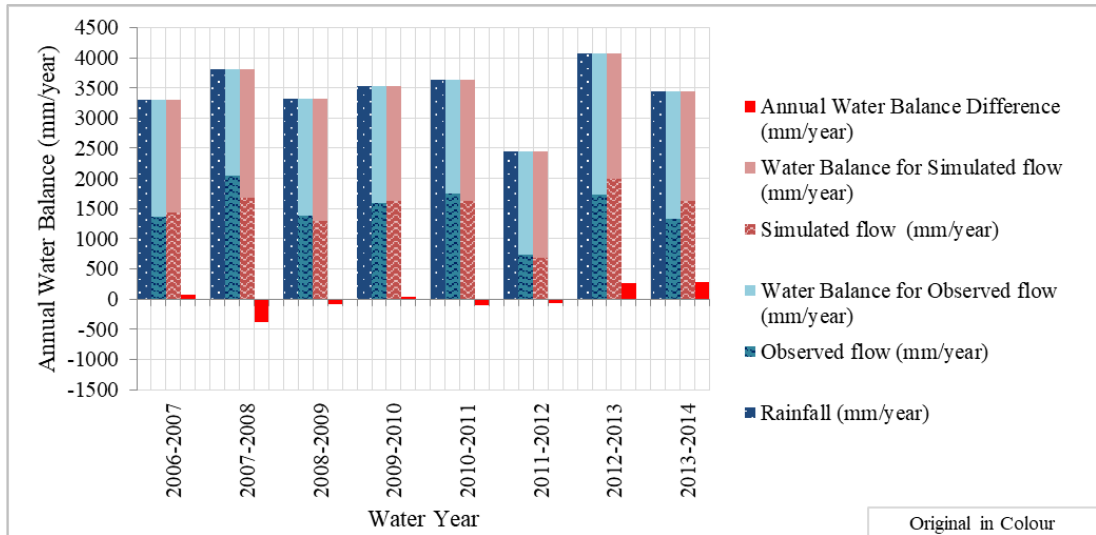 4500
4000
3500
3000
2500
2000
1500
1000
500
0
-500
-1000
-1500
Annual Water Balance (mm/year)
2006-2007
2007-2008
2008-2009
2009-2010
2010-2011
2011-2012
2012-2013
2013-2014
Water Year
Annual Water Balance Difference
(mm/year)
Water Balance for Simulated flow
(mm/year)
Simulated flow (mm/year)
Water Balance for Observed flow
(mm/year)
Observed flow (mm/year)
Rainfall (mm/year)
Original in Colour